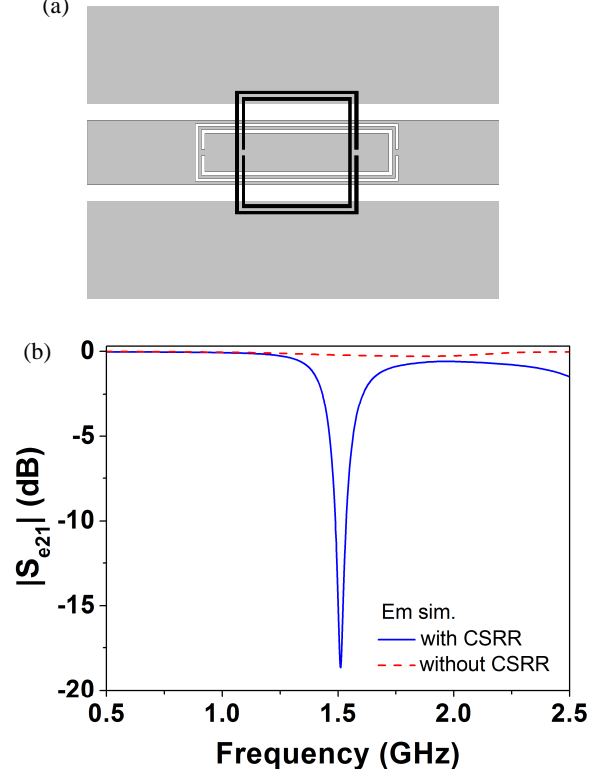 (a)
(b)
|S_e21| (dB)
0
-5
-10
-15
-20
Em sim.
with CSRR
without CSRR
0.5 1.0 1.5 2.0 2.5
Frequency (GHz)